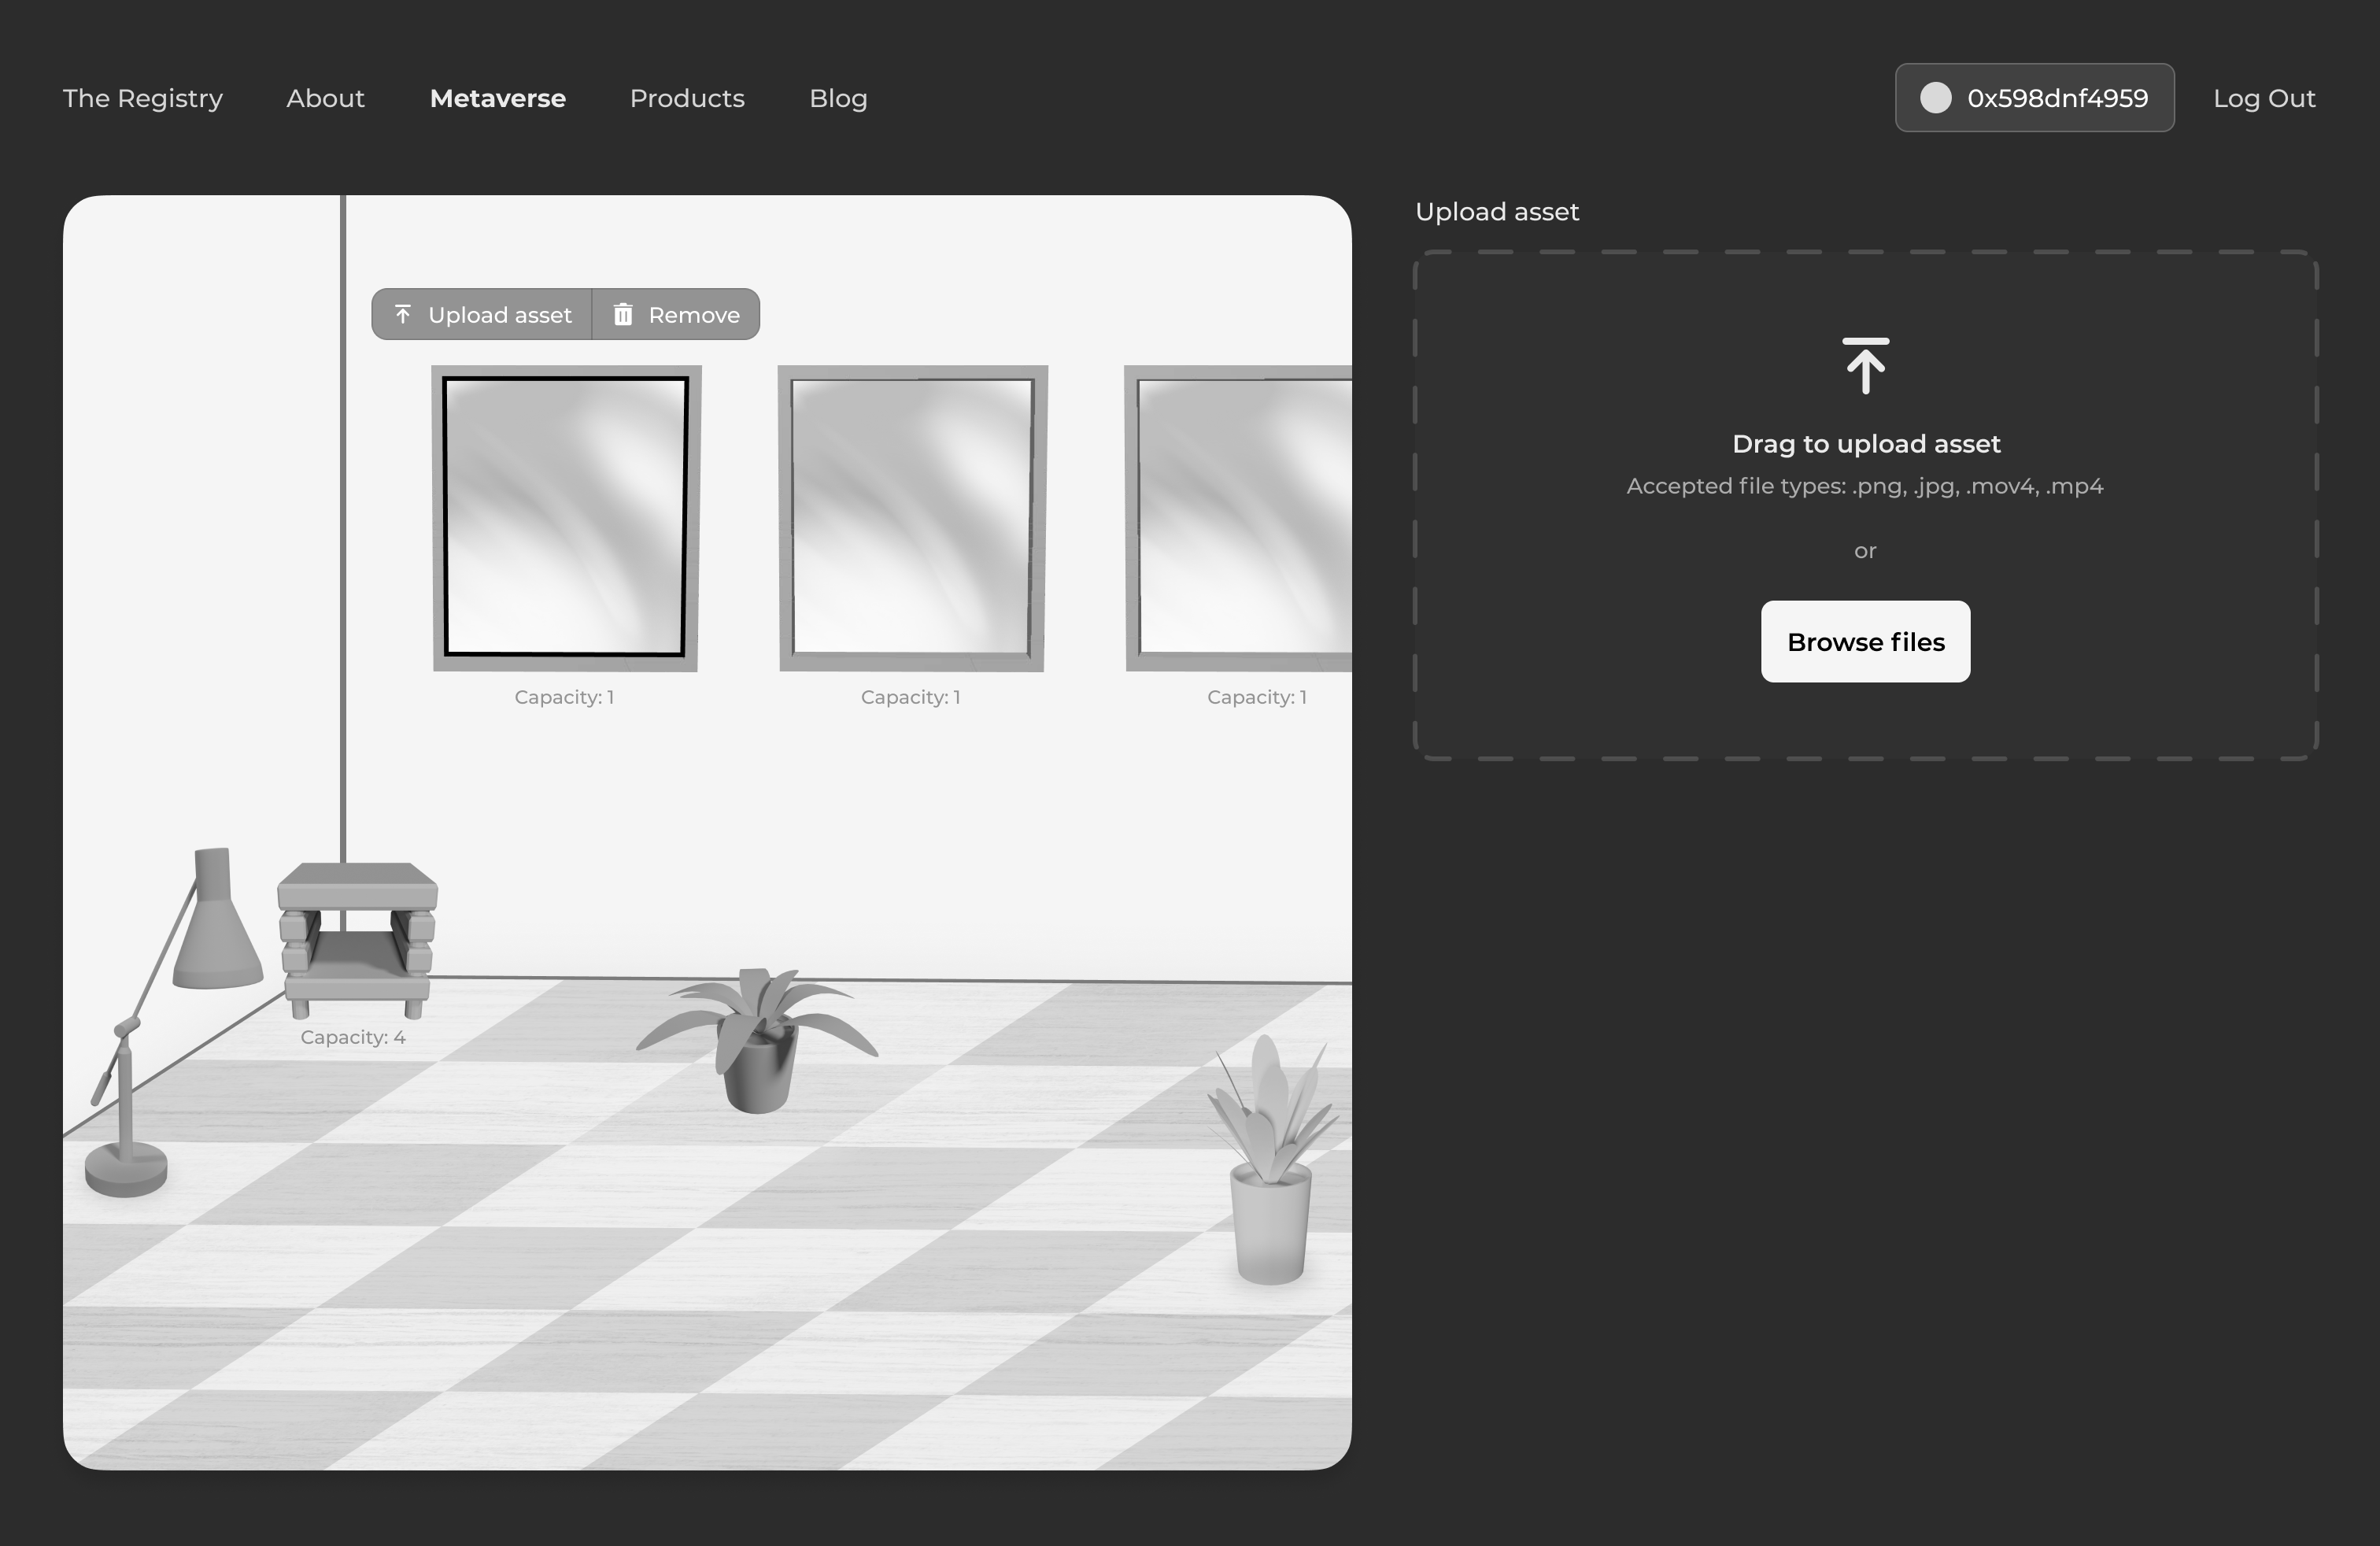 The Registry
About
Metaverse
Products
Blog
0x598dnf4959
Log Out
Upload asset
Remove
Capacity: 1
Capacity: 1
Capacity: 1
Capacity: 4
Upload asset
Drag to upload asset
Accepted file types: .png, .jpg, .mov4, .mp4
or
Browse files